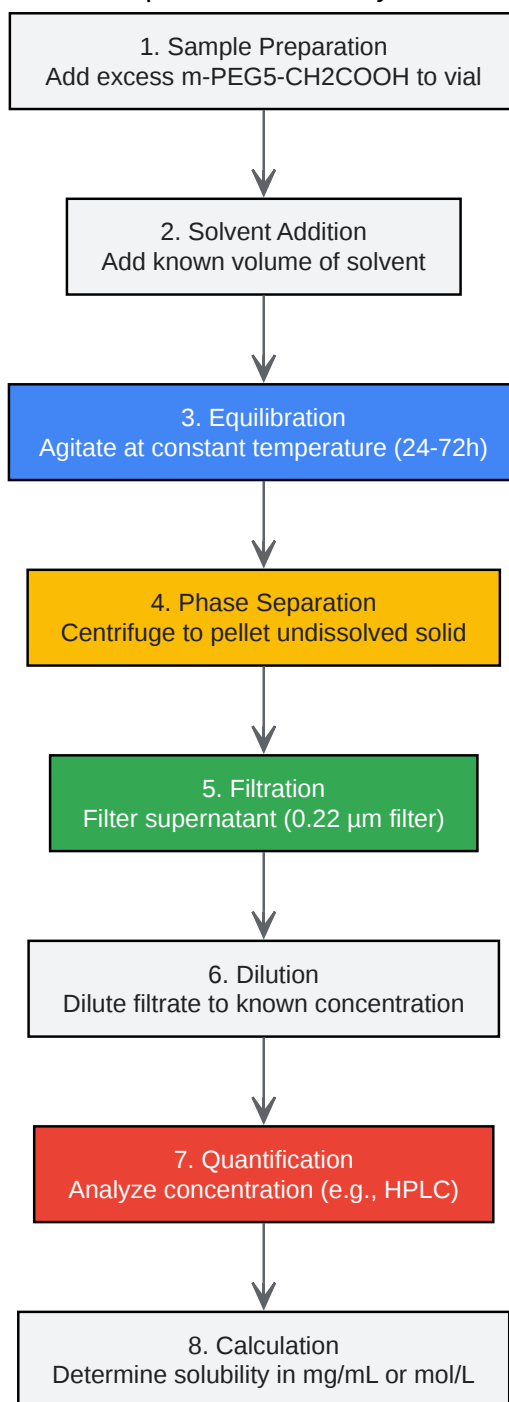 1. Sample Preparation
Add excess m-PEG5-CH2COOH to vial
2. Solvent Addition
Add known volume of solvent
3. Equilibration
Agitate at constant temperature (24-72h)
4. Phase Separation
Centrifuge to pellet undissolved solid
5. Filtration
Filter supernatant (0.22 µm filter)
6. Dilution
Dilute filtrate to known concentration
7. Quantification
Analyze concentration (e.g., HPLC)
8. Calculation
Determine solubility in mg/mL or mol/L